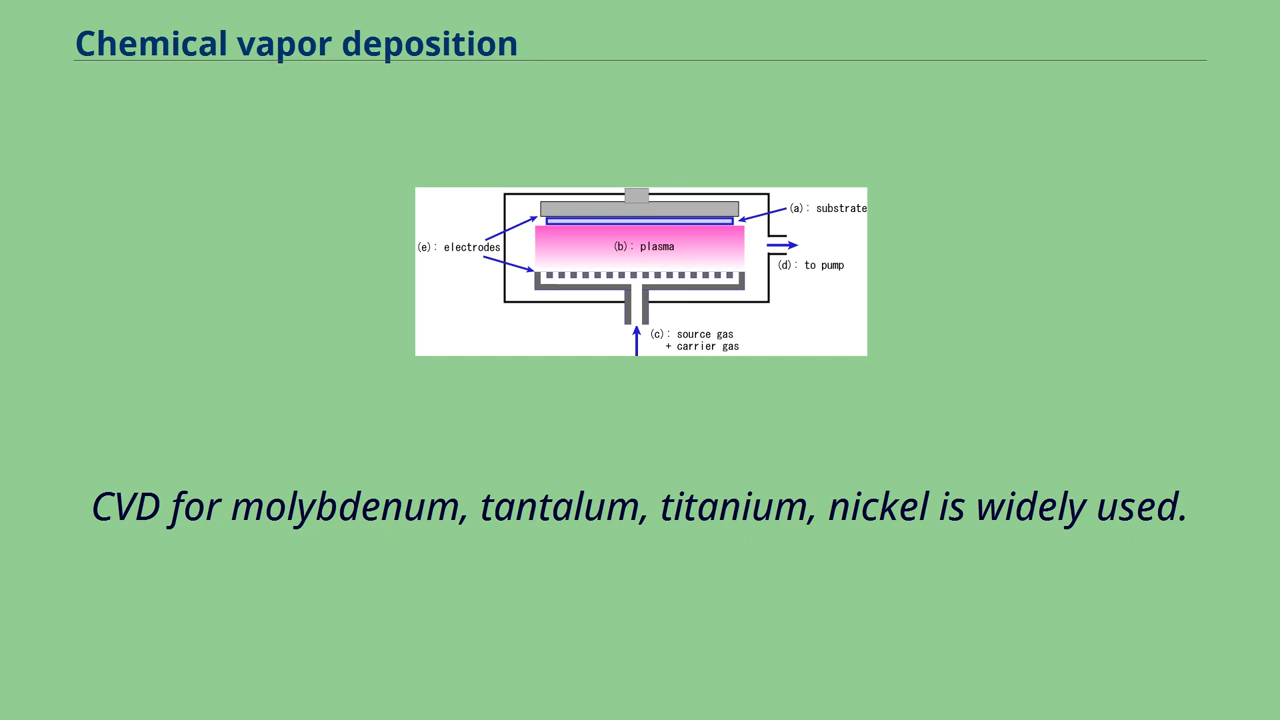 Chemical vapor deposition
(a): substrate
(e): electrodes
(b): plasma
(d): to pump
(c): source gas
+ carrier gas
CVD for molybdenum, tantalum, titanium, nickel is widely used.